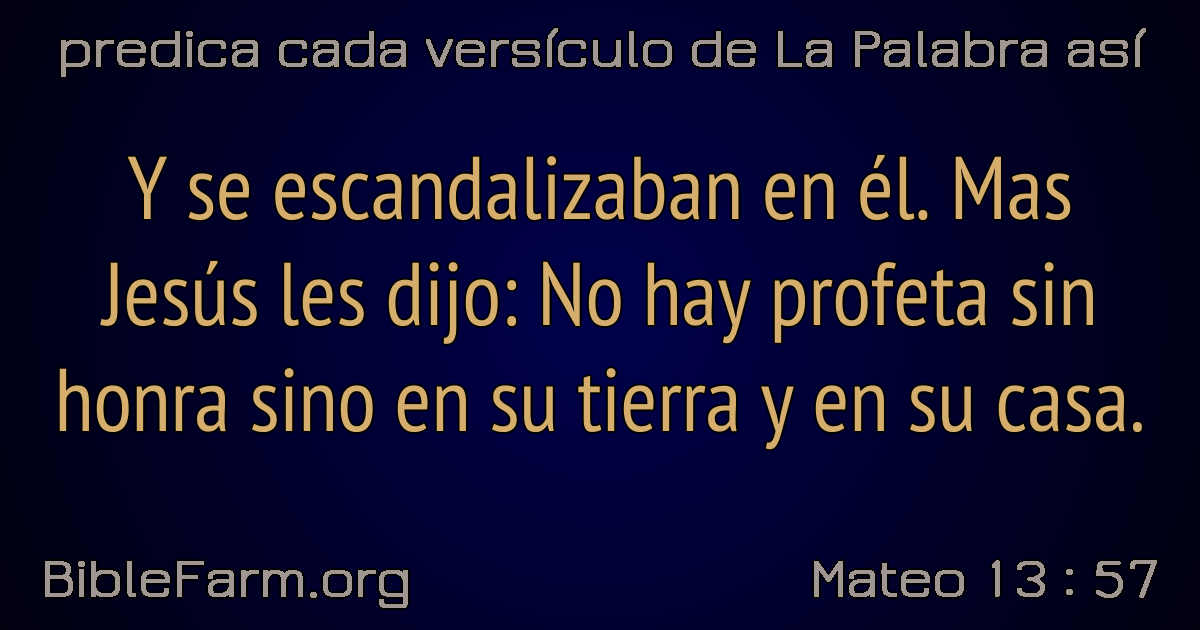 predica cada versículo de La Palabra así
Y se escandalizaban en él. Mas
Jesús les dijo: No hay profeta sin
honra sino en su tierra y en su casa.
BibleFarm.org
Mateo 13 : 57